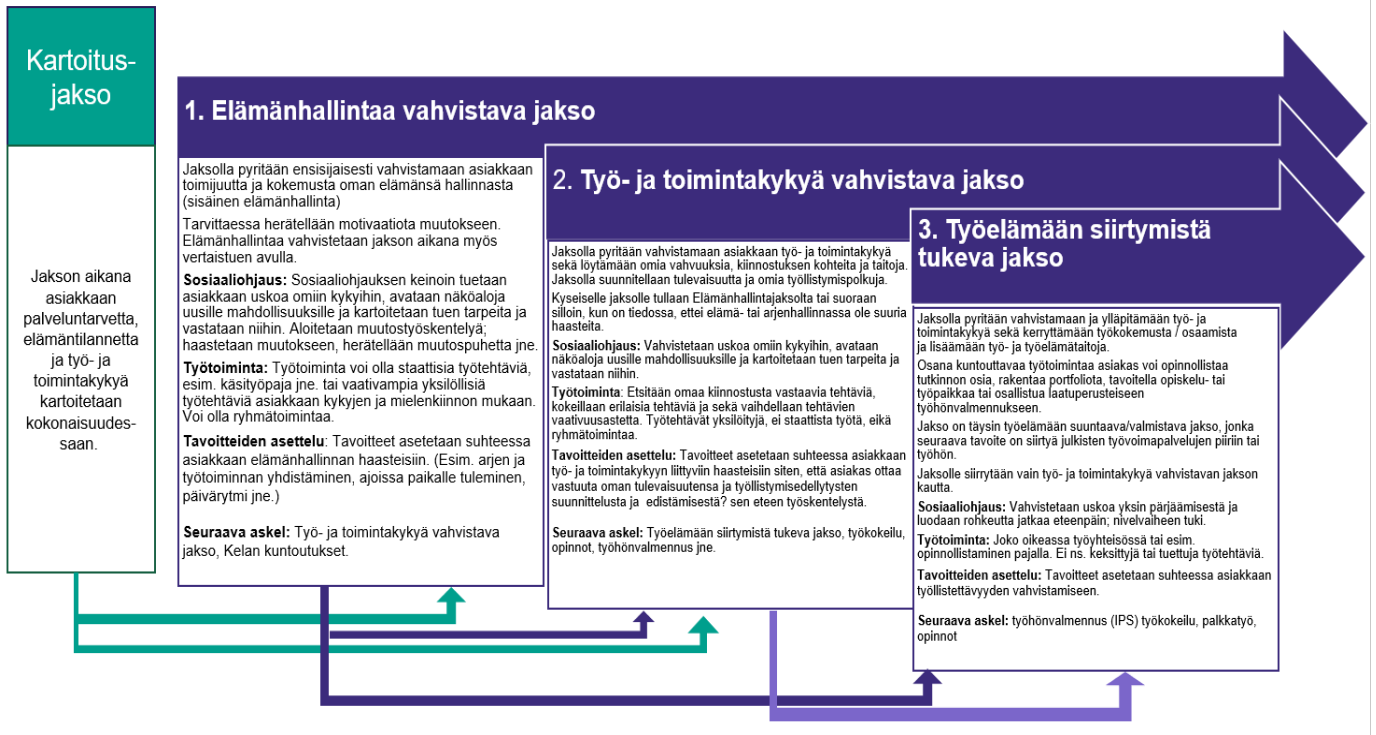 Kartoitus-
jakso
Jakson aikana
asiakkaan
palveluntarvetta,
elämäntilannetta
ja työ- ja
toimintakykyä
kartoitetaan
kokonaisuudes-
saan.
1. Elämänhallintaa vahvistava jakso
Jaksolla pyritään ensisijaisesti vahvistamaan asiakkaan
toimijuutta ja kokemusta oman elämänsä hallinnasta
(sisäinen elämänhallinta)
Tarvittaessa herätellään motivaatiota muutokseen.
Elämänhallintaa vahvistetaan jakson aikana myös
vertaistuen avulla.
Sosiaaliohjaus: Sosiaaliohjauksen keinoin tuetaan
asiakkaan uskoa omiin kykyihin, avataan näköaloja
uusille mahdollisuuksille ja kartoitetaan tuen tarpeita ja
vastataan niihin. Aloitetaan muutostyöskentelyä;
haastetaan muutokseen, herätellään muutospuhetta jne.
Työtoiminta: Työtoiminta voi olla staattisia työtehtäviä,
esim. käsityöpaja jne. tai vaativampia yksilöllisiä
työtehtäviä asiakkaan kykyjen ja mielenkiinnon mukaan.
Voi olla ryhmätoimintaa.
Tavoitteiden asettelu: Tavoitteet asetetaan suhteessa
asiakkaan elämänhallinnan haasteisiin. (Esim. arjen ja
työtoiminnan yhdistäminen, ajoissa paikalle tuleminen,
päivärytmi jne.)
Seuraava askel: Työ- ja toimintakykyä vahvistava
jakso, Kelan kuntoutukset.
2. Työ- ja toimintakykyä vahvistava jakso
Jaksolla pyritään vahvistamaan asiakkaan työ- ja toimintakykyä
sekä löytämään omia vahvuuksia, kiinnostuksen kohteita ja taitoja.
Jaksolla suunnitellaan tulevaisuutta ja omia työllistymispolkuja.
Kyseiselle jaksolle tullaan Elämänhallintajaksolta tai suoraan
silloin, kun on tiedossa, ettei elämä- tai arjenhallinnassa ole suuria
haasteita.
Sosiaaliohjaus: Vahvistetaan uskoa omiin kykyihin, avataan
näköaloja uusille mahdollisuuksille ja kartoitetaan tuen tarpeita ja
vastataan niihin.
Työtoiminta: Etsitään omaa kiinnostusta vastaavia tehtäviä,
kokeillaan erilaisia tehtäviä ja sekä vaihdellaan tehtävien
vaativuusastetta. Työtehtävät yksilöityjä, ei staattista työtä, eikä
ryhmätoimintaa.
Tavoitteiden asettelu: Tavoitteet asetetaan suhteessa asiakkaan
työ- ja toimintakykyyn liittyviin haasteisiin siten, että asiakas ottaa
vastuuta oman tulevaisuutensa ja työllistymisedellytysten
suunnittelusta ja edistämisestä? sen eteen työskentelystä.
Seuraava askel: Työelämään siirtymistä tukeva jakso, työkokeilu,
opinnot, työhönvalmennus jne.
3. Työelämään siirtymistä
tukeva jakso
Jaksolla pyritään vahvistamaan ja ylläpitämään työ- ja
toimintakykyä sekä kerryttämään työkokemusta / osaamista
ja lisäämään työ- ja työelämätaitoja.
Osana kuntouttavaa työtoimintaa asiakas voi opinnollistaa
tutkinnon osia, rakentaa portfoliota, tavoitella opiskelu- tai
työpaikkaa tai osallistua laatuperusteiseen
työhönvalmennukseen.
Jakso on täysin työelämään suuntaava/valmistava jakso, jonka
seuraava tavoite on siirtyä julkisten työvoimapalvelujen piiriin tai
työhön.
Jaksolle siirrytään vain työ- ja toimintakykyä vahvistavan jakson
kautta.
Sosiaaliohjaus: Vahvistetaan uskoa yksin pärjäämisestä ja
luodaan rohkeutta jatkaa eteenpäin; nivelvaiheen tuki.
Työtoiminta: Joko oikeassa työyhteisössä tai esim.
opinnollistaminen pajalla. Ei ns. keksittyjä tai tuettuja työtehtäviä.
Tavoitteiden asettelu: Tavoitteet asetetaan suhteessa asiakkaan
työllistettävyyden vahvistamiseen.
Seuraava askel: työhönvalmennus (IPS) työkokeilu, palkkatyö,
opinnot